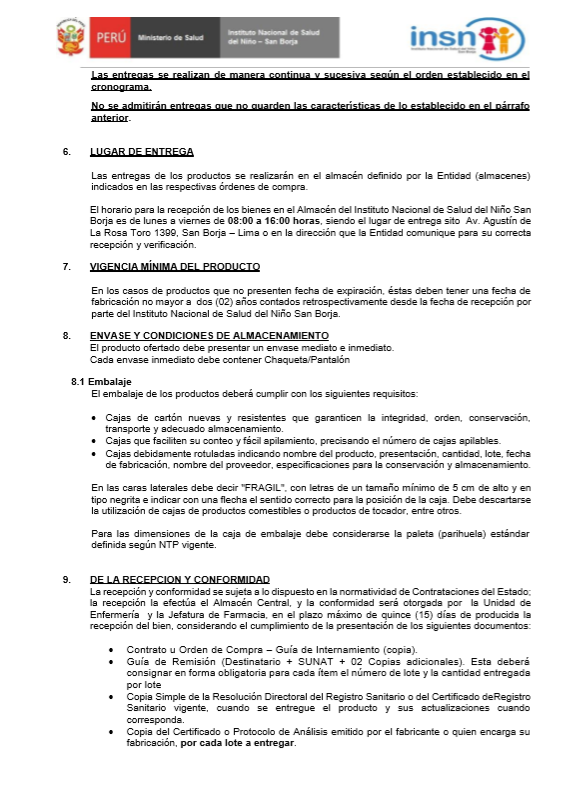 PERÚ
Ministerio de Salud
Instituto Nacional de Salud
del Niño – San Borja
insn
Las entregas se realizan de manera continua y sucesiva según el orden establecido en el
cronograma.
No se admitirán entregas que no guarden las características de lo establecido en el párrafo
anterior.
6. LUGAR DE ENTREGA
Las entregas de los productos se realizarán en el almacén definido por la Entidad (almacenes)
indicados en las respectivas órdenes de compra.
El horario para la recepción de los bienes en el Almacén del Instituto Nacional de Salud del Niño San
Borja es de lunes a viernes de 08:00 a 16:00 horas, siendo el lugar de entrega sito Av. Agustín de
La Rosa Toro 1399, San Borja – Lima o en la dirección que la Entidad comunique para su correcta
recepción y verificación.
7. VIGENCIA MÍNIMA DEL PRODUCTO
En los casos de productos que no presenten fecha de expiración, éstas deben tener una fecha de
fabricación no mayor a dos (02) años contados retrospectivamente desde la fecha de recepción por
parte del Instituto Nacional de Salud del Niño San Borja.
8. ENVASE Y CONDICIONES DE ALMACENAMIENTO
El producto ofertado debe presentar un envase mediato e inmediato.
Cada envase inmediato debe contener Chaqueta/Pantalón
8.1 Embalaje
El embalaje de los productos deberá cumplir con los siguientes requisitos:
• Cajas de cartón nuevas y resistentes que garanticen la integridad, orden, conservación,
transporte y adecuado almacenamiento.
• Cajas que faciliten su conteo y fácil apilamiento, precisando el número de cajas apilables.
• Cajas debidamente rotuladas indicando nombre del producto, presentación, cantidad, lote, fecha
de fabricación, nombre del proveedor, especificaciones para la conservación y almacenamiento.
En las caras laterales debe decir "FRAGIL", con letras de un tamaño mínimo de 5 cm de alto y en
tipo negrita e indicar con una flecha el sentido correcto para la posición de la caja. Debe descartarse
la utilización de cajas de productos comestibles o productos de tocador, entre otros.
Para las dimensiones de la caja de embalaje debe considerarse la paleta (parihuela) estándar
definida según NTP vigente.
9. DE LA RECEPCION Y CONFORMIDAD
La recepción y conformidad se sujeta a lo dispuesto en la normatividad de Contrataciones del Estado;
la recepción la efectúa el Almacén Central, y la conformidad será otorgada por la Unidad de
Enfermería y la Jefatura de Farmacia, en el plazo máximo de quince (15) días de producida la
recepción del bien, considerando el cumplimiento de la presentación de los siguientes documentos:
• Contrato u Orden de Compra – Guía de Internamiento (copia).
• Guía de Remisión (Destinatario + SUNAT + 02 Copias adicionales). Esta deberá
consignar en forma obligatoria para cada ítem el número de lote y la cantidad entregada
por lote
• Copia Simple de la Resolución Directoral del Registro Sanitario o del Certificado deRegistro
Sanitario vigente, cuando se entregue el producto y sus actualizaciones cuando
corresponda.
• Copia del Certificado o Protocolo de Análisis emitido por el fabricante o quien encarga su
fabricación, por cada lote a entregar.